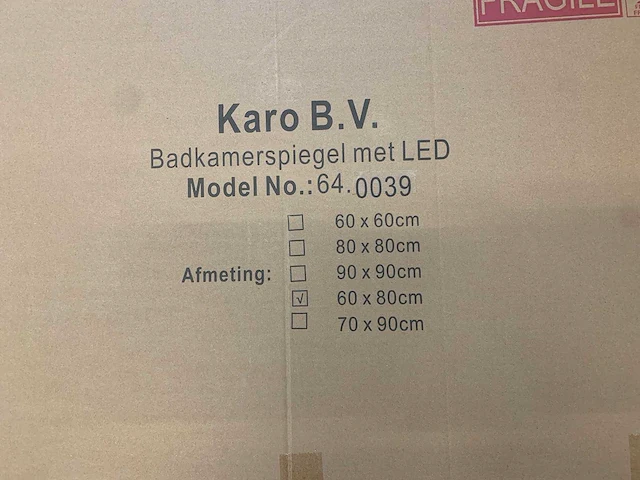 FRAGILE
Karo B.V.
Badkamerspiegel met LED
Model No.:64.0039
60 x 60cm
80 x 80cm
Afmeting: 90 x 90cm
√ 60 x 80cm
70 x 90cm